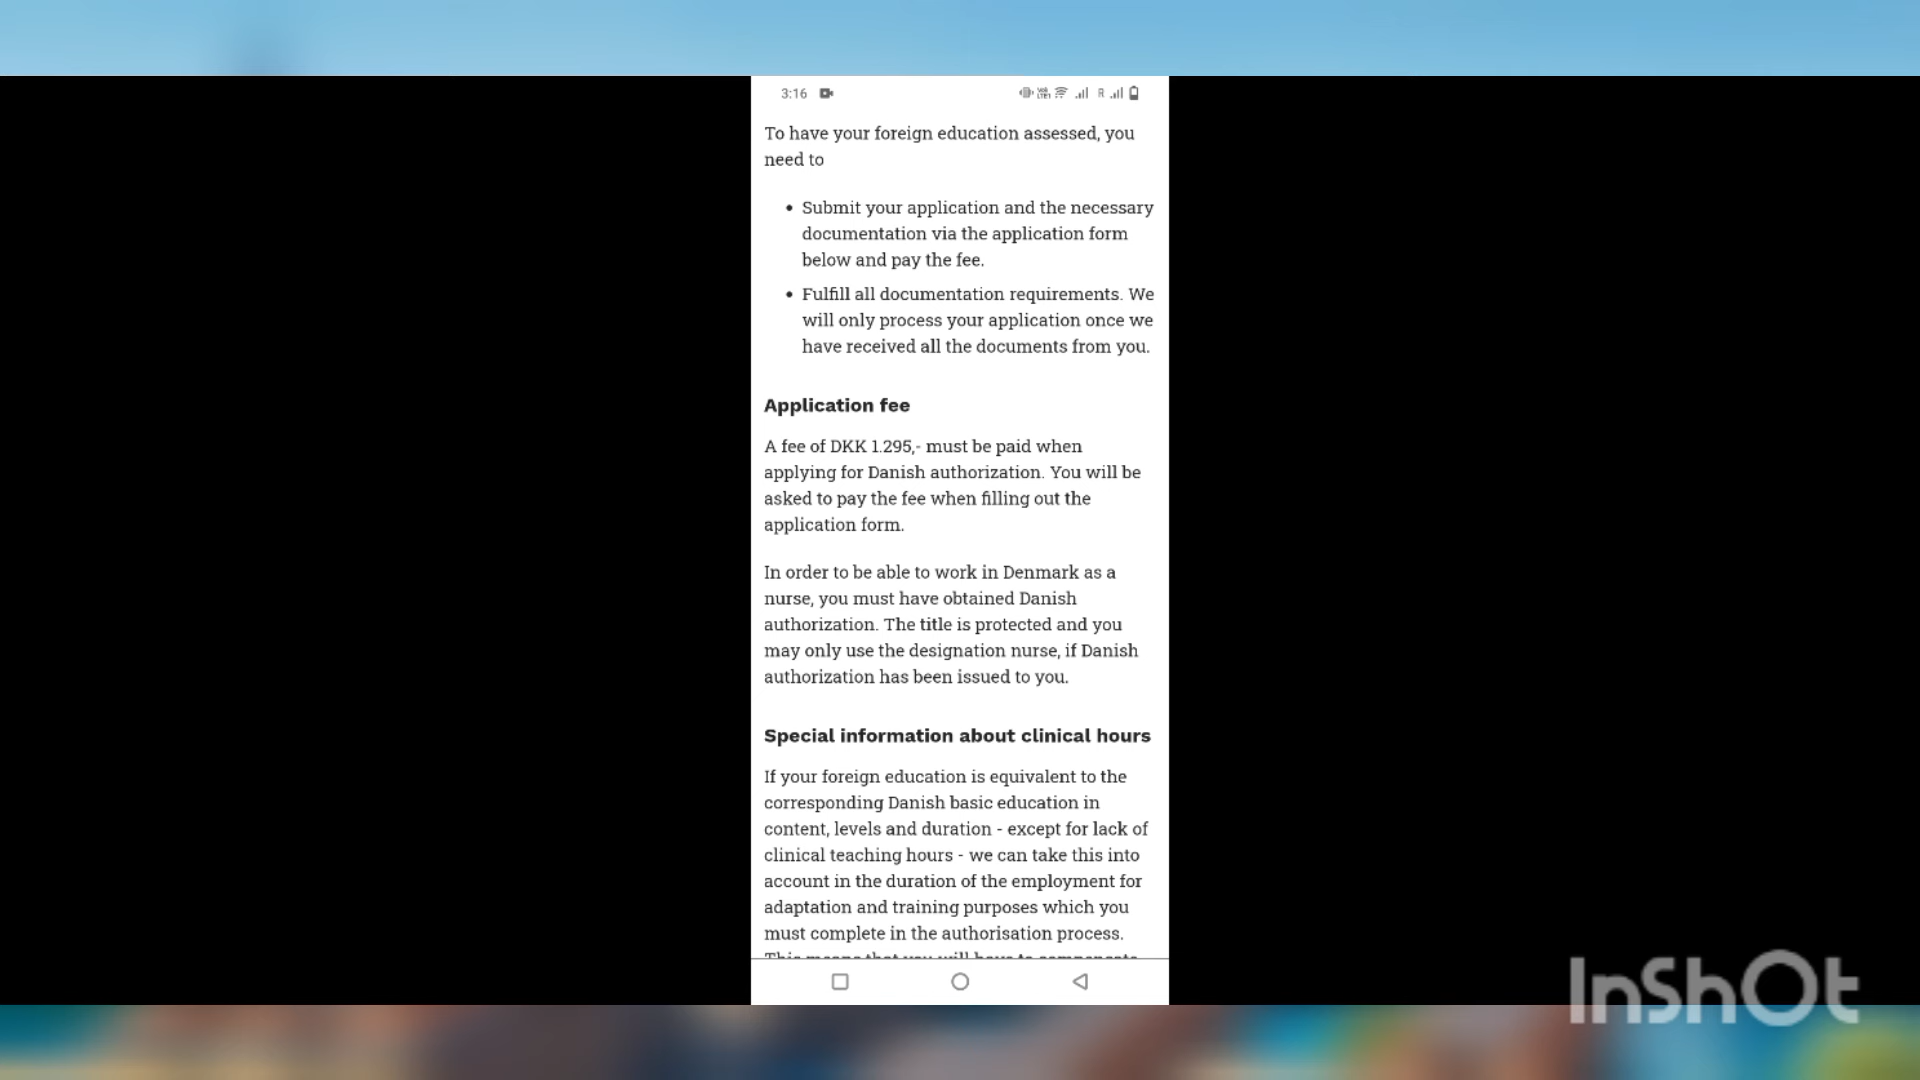 3:16
R
To have your foreign education assessed, you
need to
• Submit your application and the necessary
documentation via the application form
below and pay the fee.
• Fulfill all documentation requirements. We
will only process your application once we
have received all the documents from you.
Application fee
A fee of DKK 1.295,- must be paid when
applying for Danish authorization. You will be
asked to pay the fee when filling out the
application form.
In order to be able to work in Denmark as a
nurse, you must have obtained Danish
authorization. The title is protected and you
may only use the designation nurse, if Danish
authorization has been issued to you.
Special information about clinical hours
If your foreign education is equivalent to the
corresponding Danish basic education in
content, levels and duration - except for lack of
clinical teaching hours - we can take this into
account in the duration of the employment for
adaptation and training purposes which you
must complete in the authorisation process.
This means that you will have to compensate
InShOt